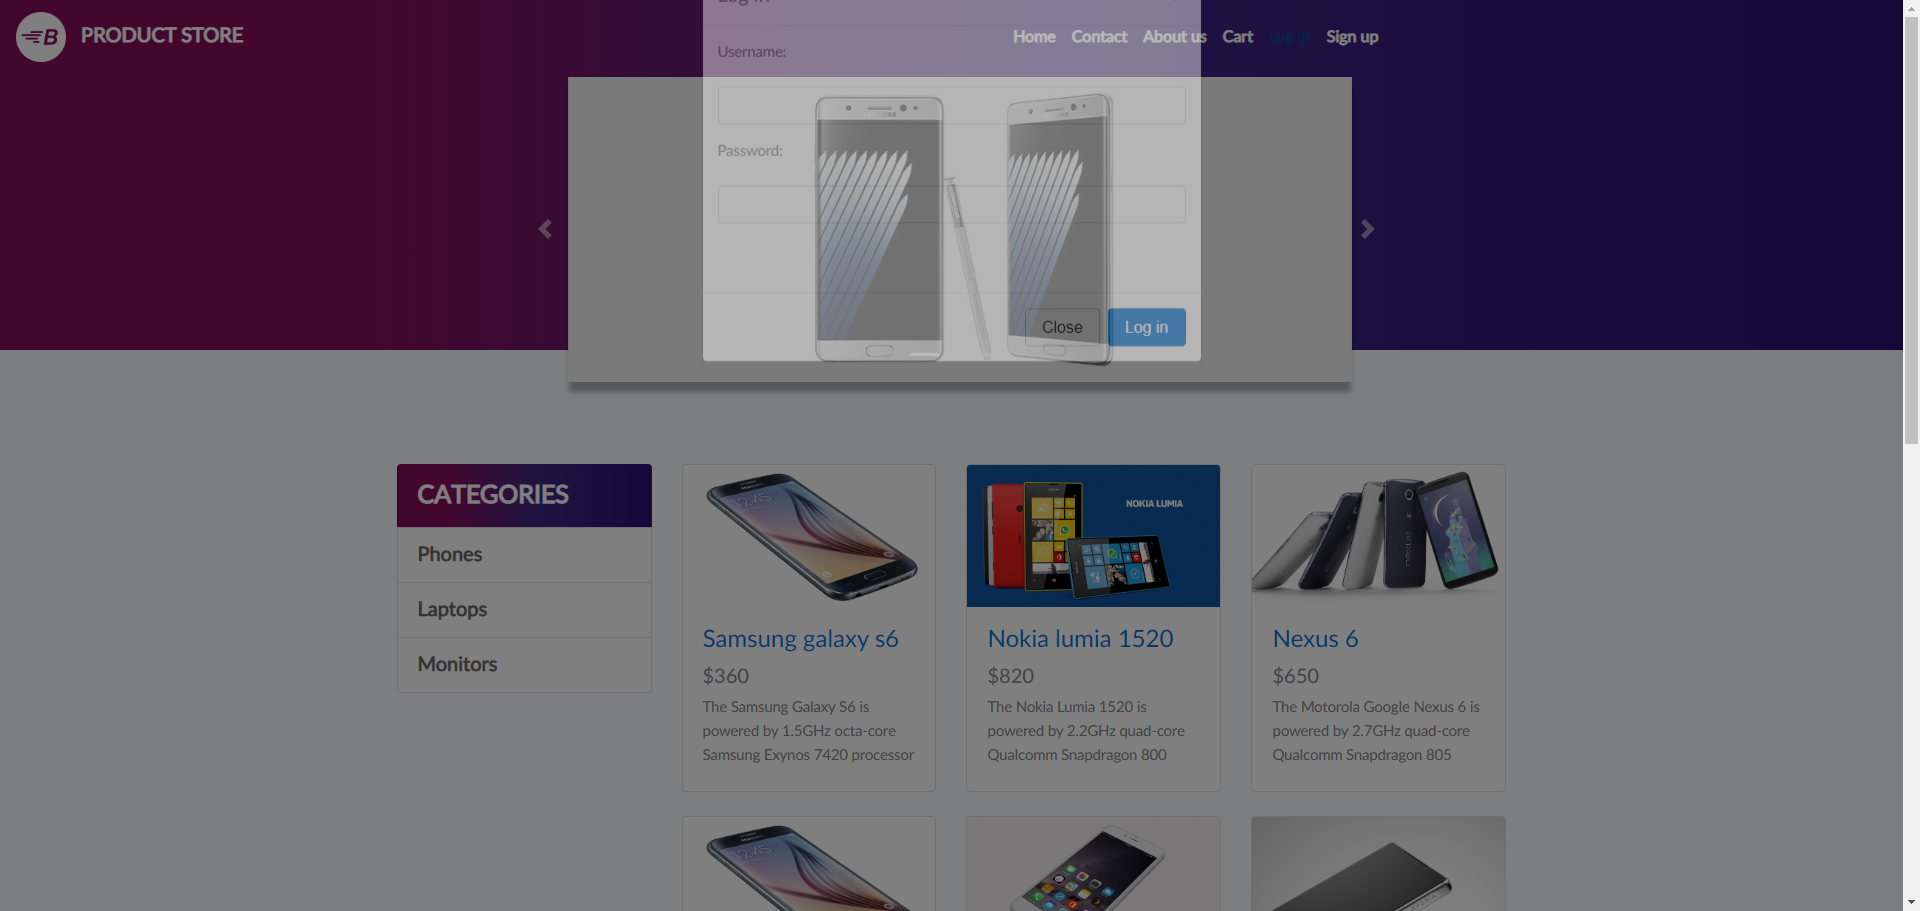 Log in
PRODUCT STORE
Home Contact About us Cart Log in Sign up
Username:
Password:
Close Log in
CATEGORIES
Phones
Laptops
Monitors
NOKIA LUMIA
Samsung galaxy s6
$360
The Samsung Galaxy S6 is
powered by 1.5GHz octa-core
Samsung Exynos 7420 processor
Nokia lumia 1520
$820
The Nokia Lumia 1520 is
powered by 2.2GHz quad-core
Qualcomm Snapdragon 800
Nexus 6
$650
The Motorola Google Nexus 6 is
powered by 2.7GHz quad-core
Qualcomm Snapdragon 805